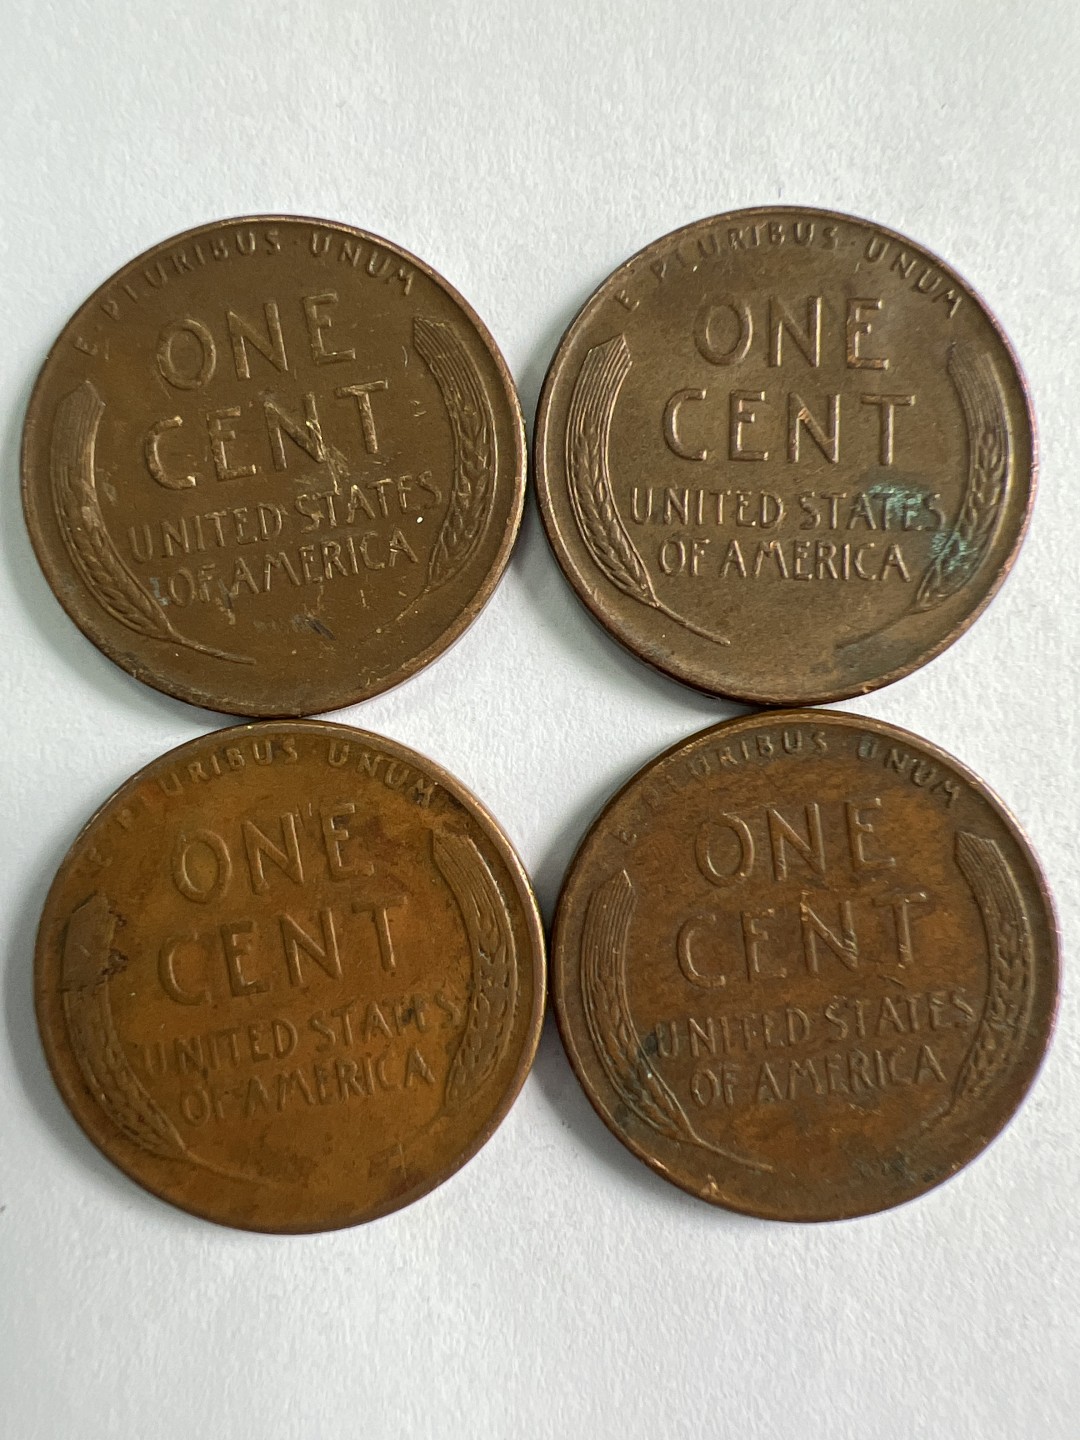 E · PLURIBUS · UNUM
ONE
CENT
UNITED STATES
OF AMERICA
E · PLURIBUS · UNUM
ONE
CENT
UNITED STATES
OF AMERICA
E · PLURIBUS · UNUM
ONE
CENT
UNITED STATES
OF AMERICA
E · PLURIBUS · UNUM
ONE
CENT
UNITED STATES
OF AMERICA